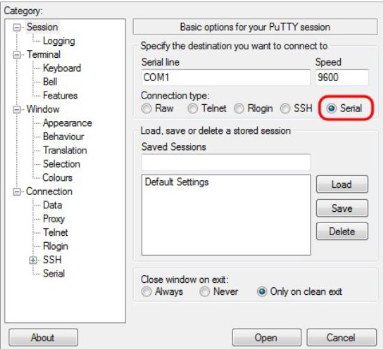 Category:
Session
Logging
Terminal
Keyboard
Bell
Features
Window
Appearance
Behaviour
Translation
Selection
Colours
Connection
Data
Proxy
Telnet
Rlogin
SSH
Serial
Basic options for your PuTTY session
Specify the destination you want to connect to
Serial line Speed
COM1 9600
Connection type:
Raw Telnet Rlogin SSH Serial
Load, save or delete a stored session
Saved Sessions
Default Settings
Load
Save
Delete
Close window on exit:
Always Never Only on clean exit
About Open Cancel